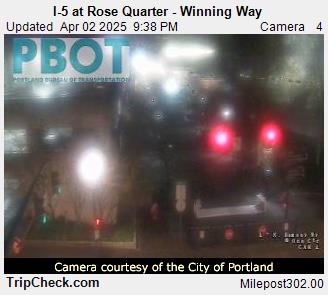 I-5 at Rose Quarter - Winning Way
Updated Apr 02 2025 9:38 PM Camera 4
PBOT
PORTLAND BUREAU OF TRANSPORTATION
Camera courtesy of the City of Portland
TripCheck.com Milepost302.00